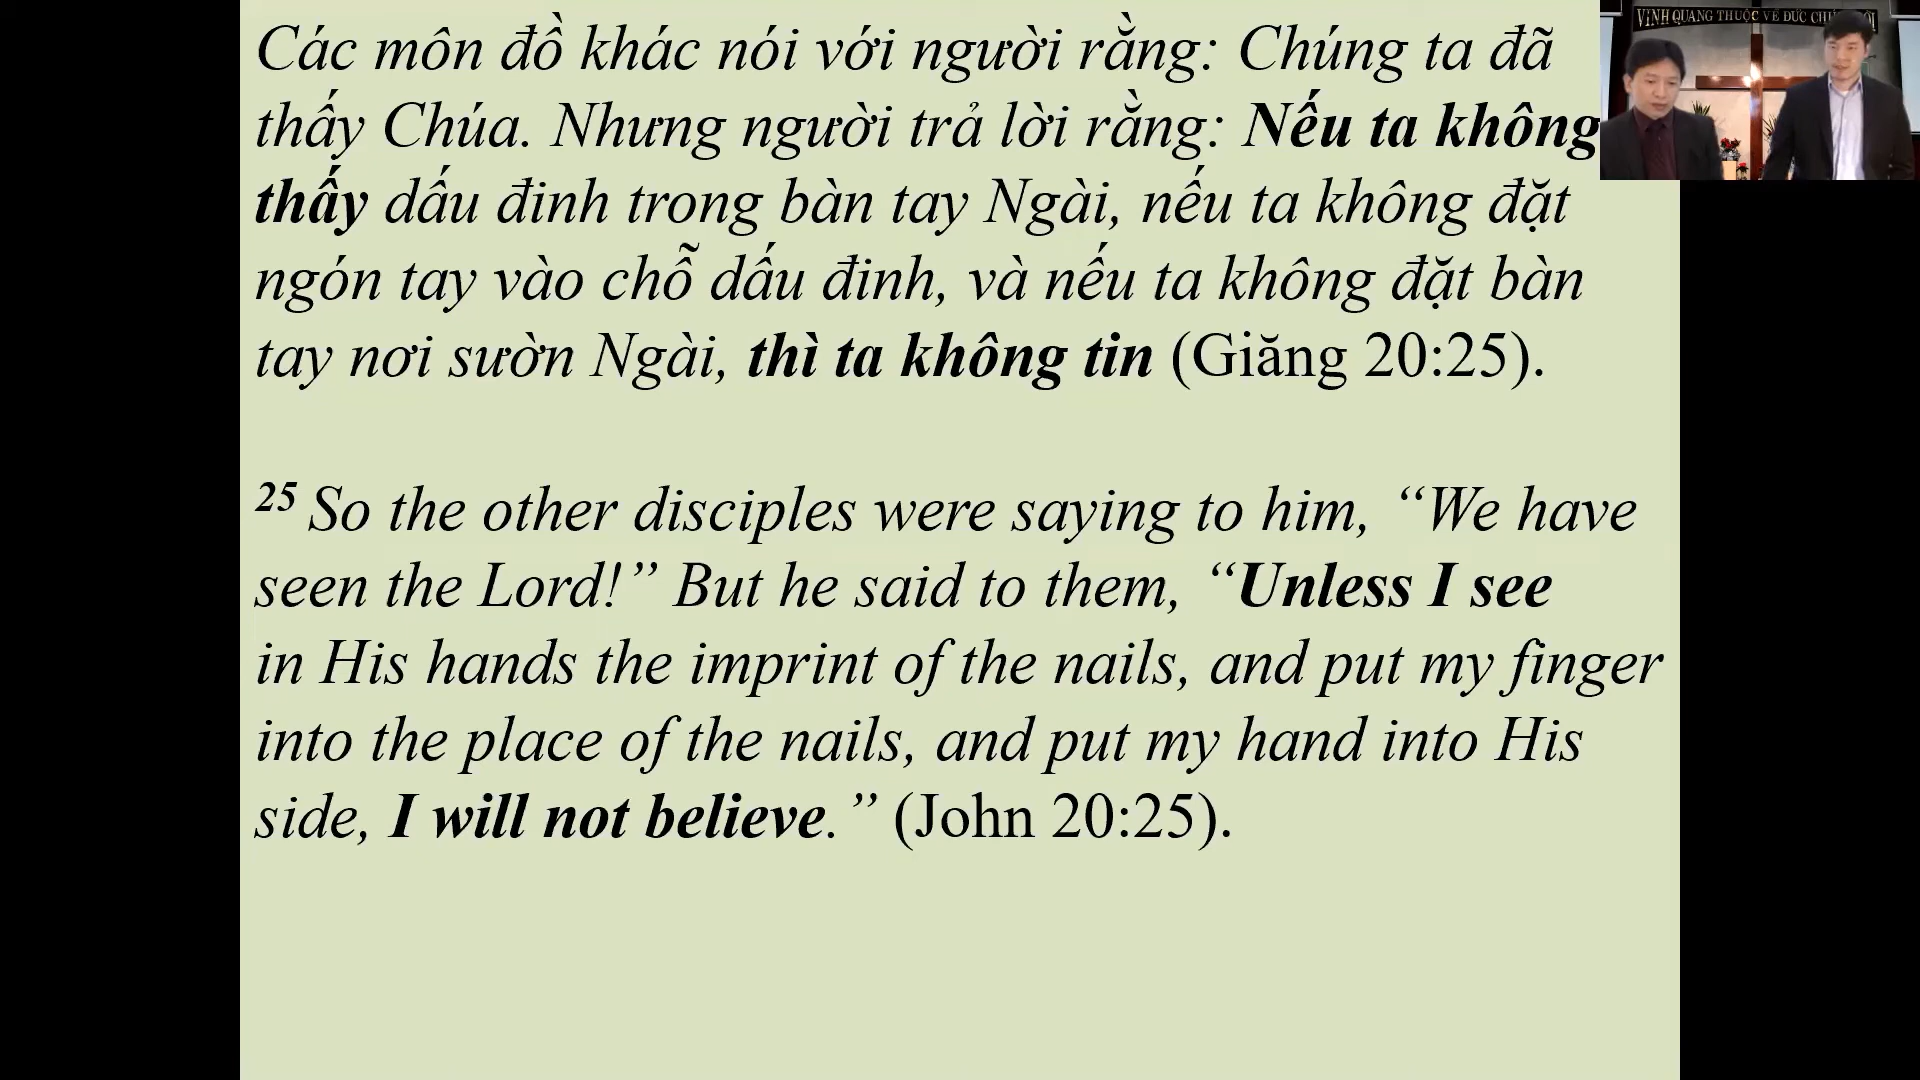 Các môn đồ khác nói với người rằng: Chúng ta đã
thấy Chúa. Nhưng người trả lời rằng: Nếu ta không
thấy dấu đinh trong bàn tay Ngài, nếu ta không đặt
ngón tay vào chỗ dấu đinh, và nếu ta không đặt bàn
tay nơi sườn Ngài, thì ta không tin (Giăng 20:25).
25 So the other disciples were saying to him, “We have
seen the Lord!” But he said to them, “Unless I see
in His hands the imprint of the nails, and put my finger
into the place of the nails, and put my hand into His
side, I will not believe.” (John 20:25).
VINH QUANG THUỘC VỀ ĐỨC